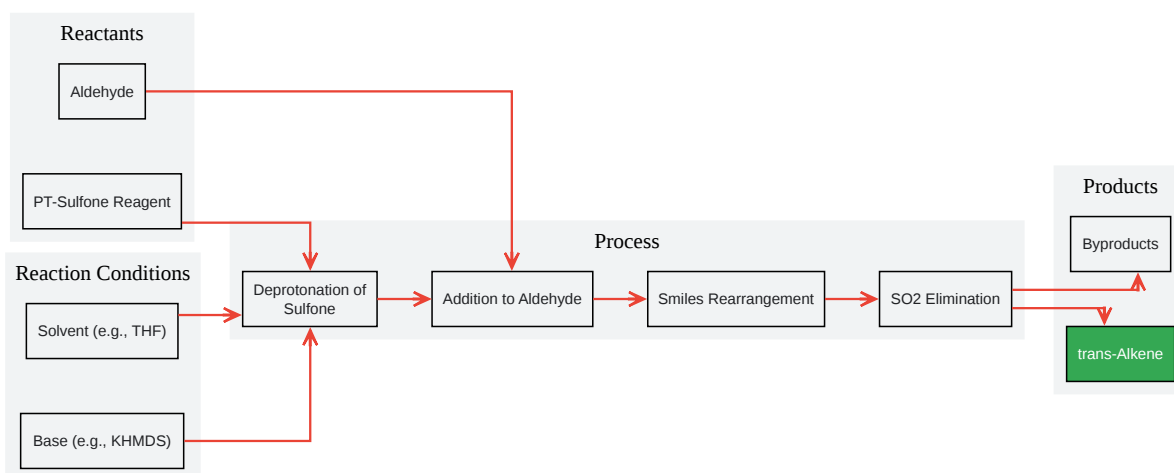 Reactants
Aldehyde
PT-Sulfone Reagent
Reaction Conditions
Solvent (e.g., THF)
Base (e.g., KHMDS)
Process
Deprotonation of
Sulfone
Addition to Aldehyde
Smiles Rearrangement
SO2 Elimination
Products
Byproducts
trans-Alkene